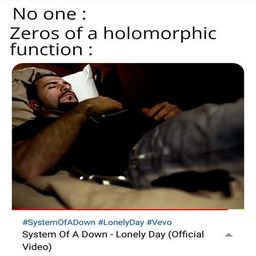 No one :
Zeros of a holomorphic
function :
#SystemOfADown #LonelyDay #Vevo
System Of A Down - Lonely Day (Official
Video)